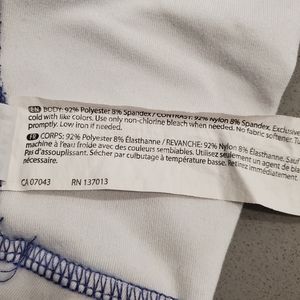 EN BODY: 92% Polyester 8% Spandex / CONTRAST: 92% Nylon 8% Spandex. Exclusive
cold with like colors. Use only non-chlorine bleach when needed. No fabric softener. Tu
promptly. Low iron if needed.
FR CORPS: 92% Polyester 8% Élasthanne / REVANCHE: 92% Nylon 8% Élasthanne. Sau
machine à l'eau froide avec des couleurs semblables. Utilisez seulement un agent de bla
Pas d'assouplissant. Sécher par culbutage à température basse. Retirez immédiatement.
nécessaire.
CA 07043 RN 137013